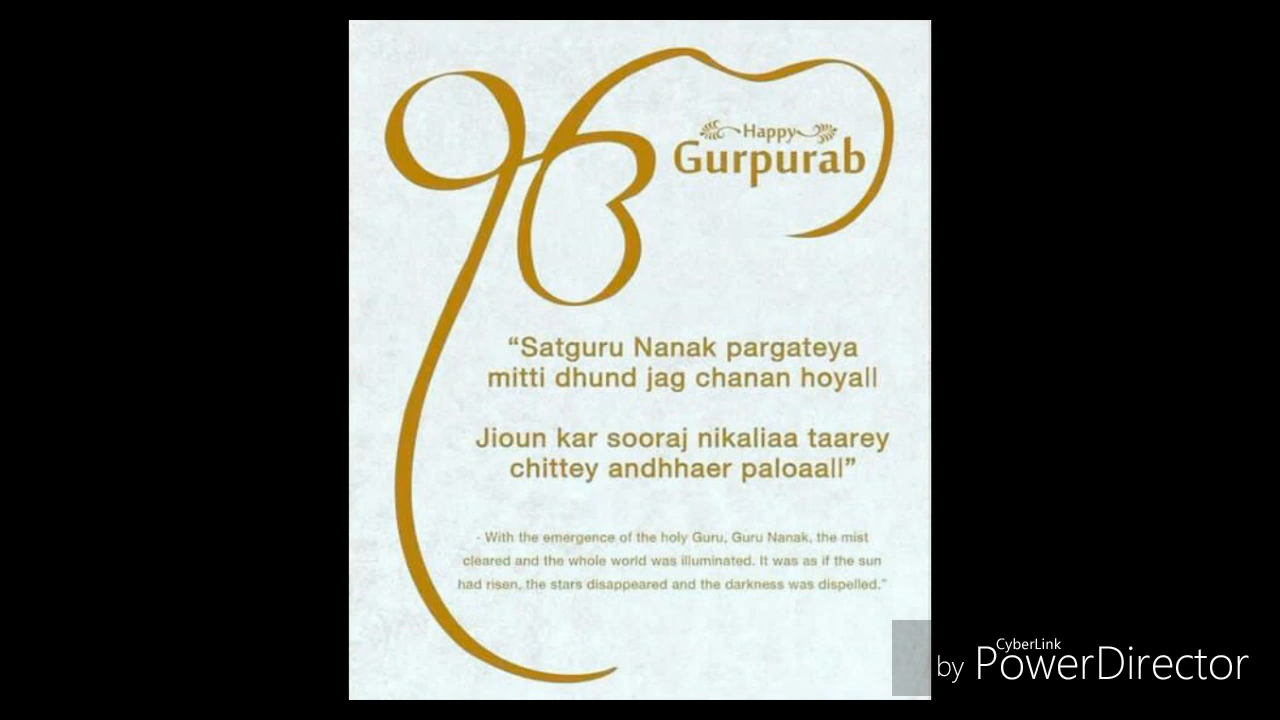 ੴ
Happy
Gurpurab
“Satguru Nanak pargateya
mitti dhund jag chanan hoyall
Jioun kar sooraj nikaliaa taarey
chittey andhhaer paloaall”
- With the emergence of the holy Guru, Guru Nanak, the mist
cleared and the whole world was illuminated. It was as if the sun
had risen, the stars disappeared and the darkness was dispelled.”
CyberLink
by PowerDirector